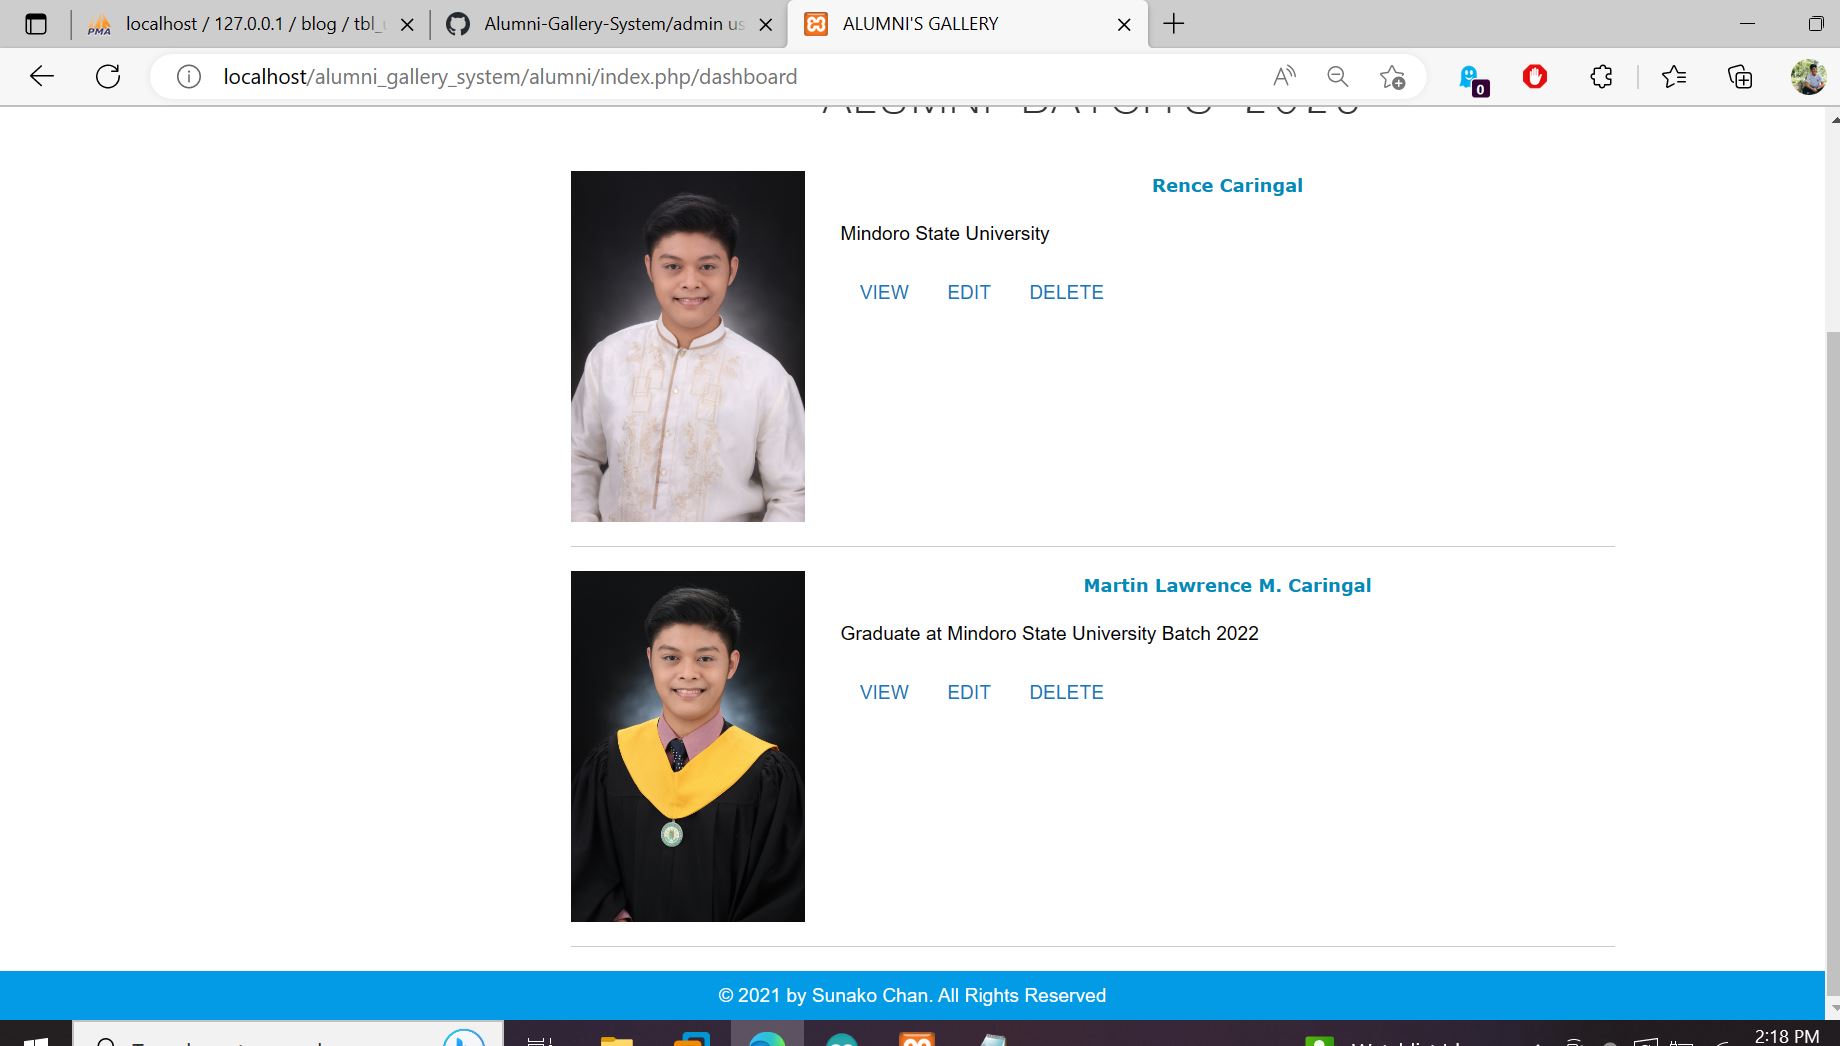 localhost / 127.0.0.1 / blog / tbl_u
Alumni-Gallery-System/admin us
ALUMNI'S GALLERY
localhost/alumni_gallery_system/alumni/index.php/dashboard
0
Rence Caringal
Mindoro State University
VIEW EDIT DELETE
Martin Lawrence M. Caringal
Graduate at Mindoro State University Batch 2022
VIEW EDIT DELETE
© 2021 by Sunako Chan. All Rights Reserved
2:18 PM